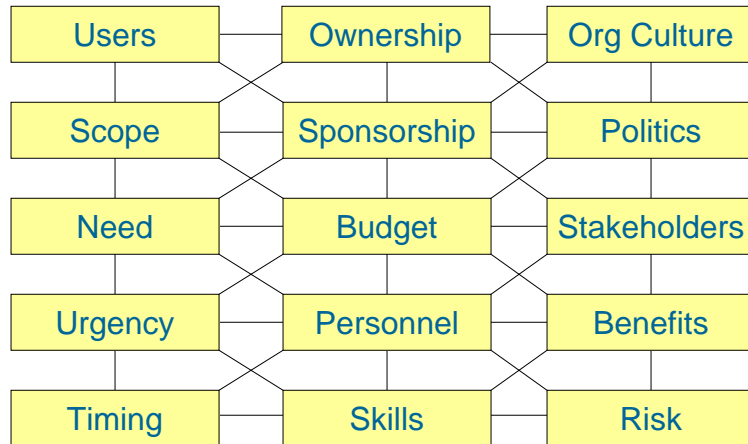 Users
Ownership
Org Culture
Scope
Sponsorship
Politics
Need
Budget
Stakeholders
Urgency
Personnel
Benefits
Timing
Skills
Risk